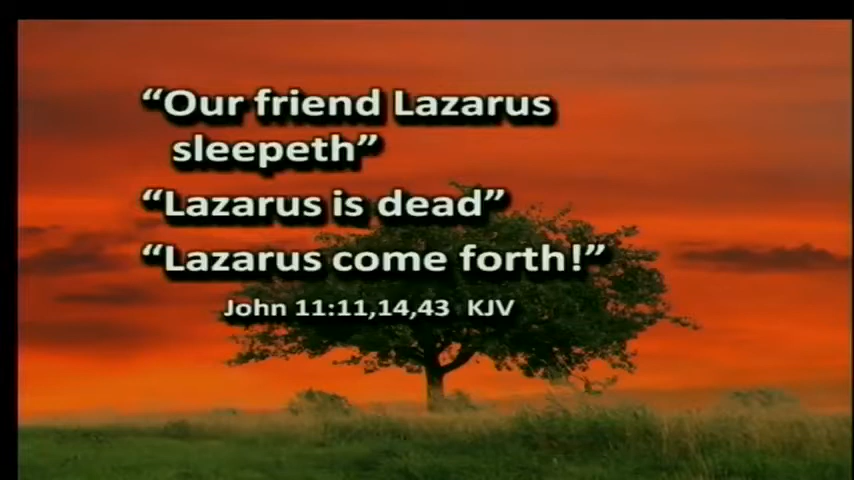 “Our friend Lazarus
sleepeth”
“Lazarus is dead”
“Lazarus come forth!”
John 11:11,14,43 KJV